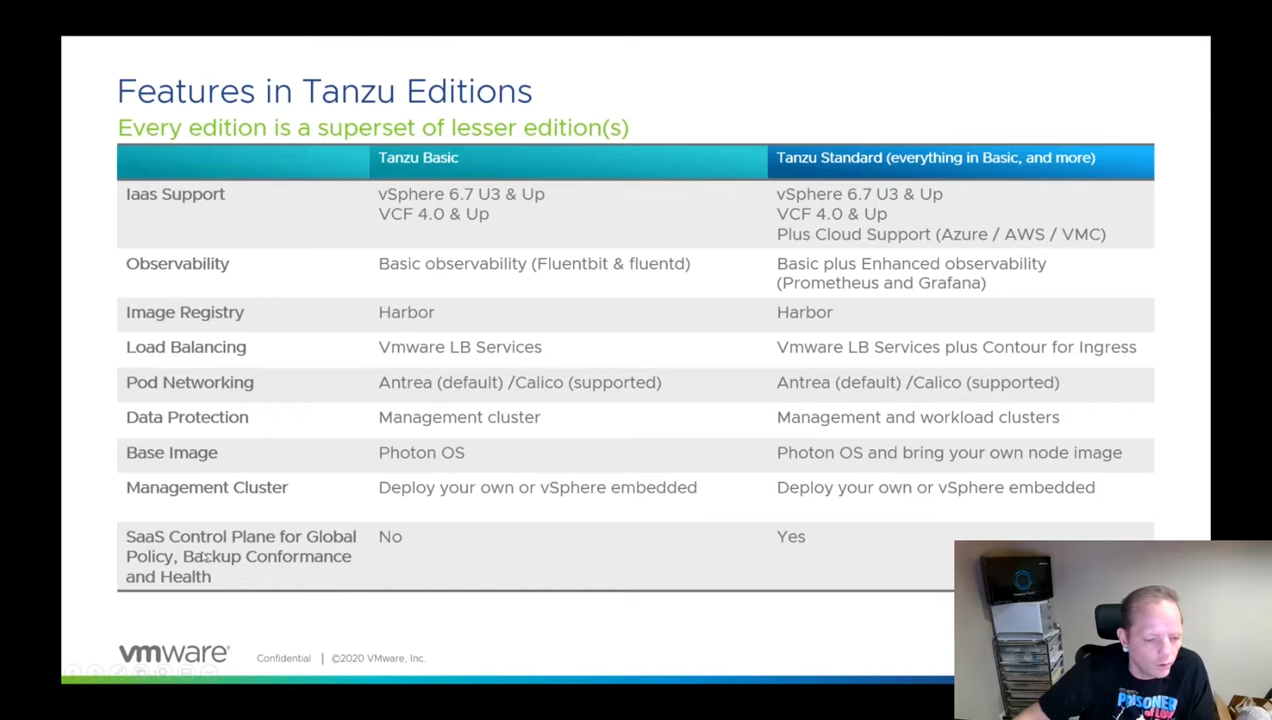 Features in Tanzu Editions
Every edition is a superset of lesser edition(s)
Tanzu Basic
Tanzu Standard (everything in Basic, and more)
Iaas Support
vSphere 6.7 U3 & Up
VCF 4.0 & Up
vSphere 6.7 U3 & Up
VCF 4.0 & Up
Plus Cloud Support (Azure / AWS / VMC)
Observability
Basic observability (Fluentbit & fluentd)
Basic plus Enhanced observability
(Prometheus and Grafana)
Image Registry
Harbor
Harbor
Load Balancing
Vmware LB Services
Vmware LB Services plus Contour for Ingress
Pod Networking
Antrea (default) /Calico (supported)
Antrea (default) /Calico (supported)
Data Protection
Management cluster
Management and workload clusters
Base Image
Photon OS
Photon OS and bring your own node image
Management Cluster
Deploy your own or vSphere embedded
Deploy your own or vSphere embedded
SaaS Control Plane for Global
Policy, Backup Conformance
and Health
No
Yes
vmware
Confidential | ©2020 VMware, Inc.
PRISONER
of LOVE